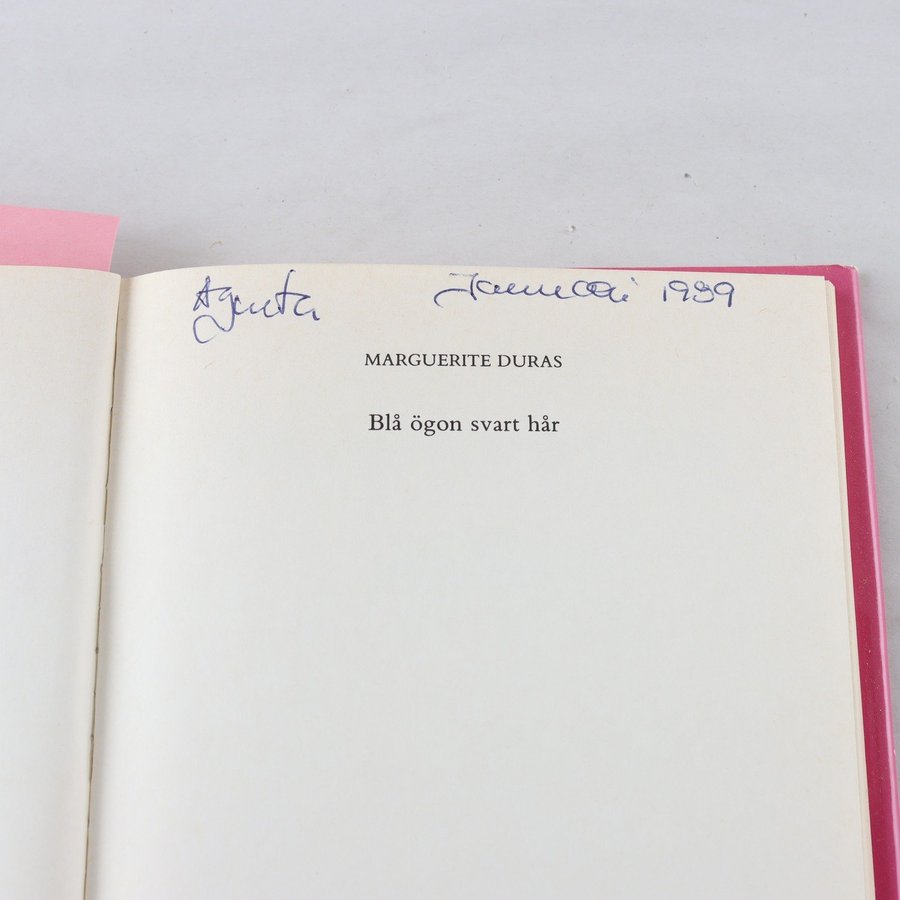 Agneta Januari 1989
MARGUERITE DURAS
Blå ögon svart hår